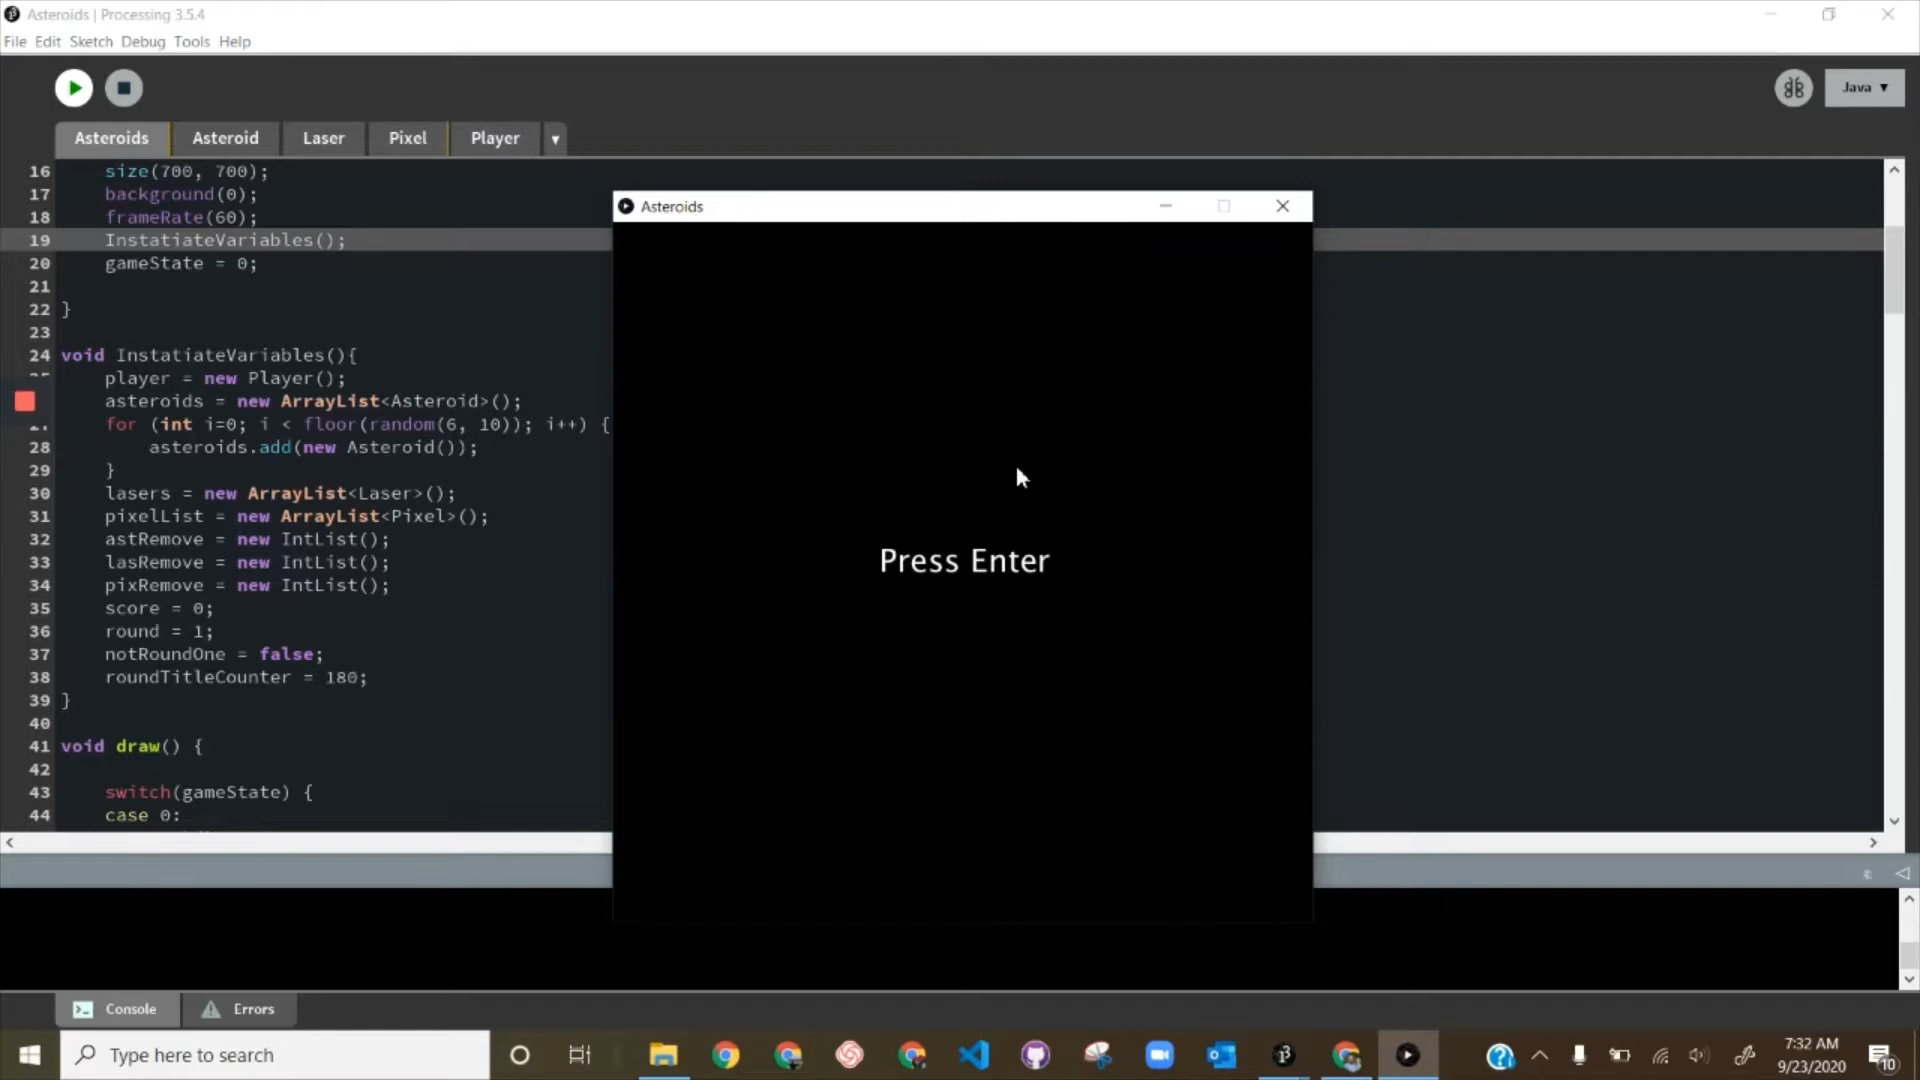 Asteroids | Processing 3.5.4
File Edit Sketch Debug Tools Help
Java ▼
Asteroids Asteroid Laser Pixel Player ▼
16 size(700, 700);
17 background(0);
18 frameRate(60);
19 InstatiateVariables();
20 gameState = 0;
21
22 }
23
24 void InstatiateVariables(){
player = new Player();
asteroids = new ArrayList<Asteroid>();
for (int i=0; i < floor(random(6, 10)); i++) {
28 asteroids.add(new Asteroid());
29 }
30 lasers = new ArrayList<Laser>();
31 pixelList = new ArrayList<Pixel>();
32 astRemove = new IntList();
33 lasRemove = new IntList();
34 pixRemove = new IntList();
35 score = 0;
36 round = 1;
37 notRoundOne = false;
38 roundTitleCounter = 180;
39 }
40
41 void draw() {
42
43 switch(gameState) {
44 case 0:
Asteroids
Press Enter
Console Errors
Type here to search
7:32 AM
9/23/2020
10